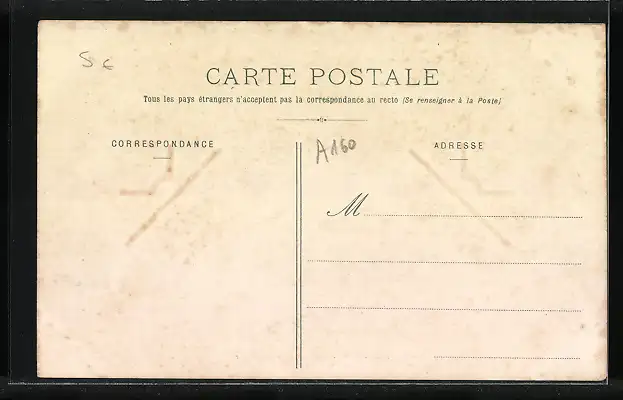 5 €
CARTE POSTALE
Tous les pays étrangers n'acceptent pas la correspondance au recto (Se renseigner à la Poste)
CORRESPONDANCE
A160
ADRESSE
M